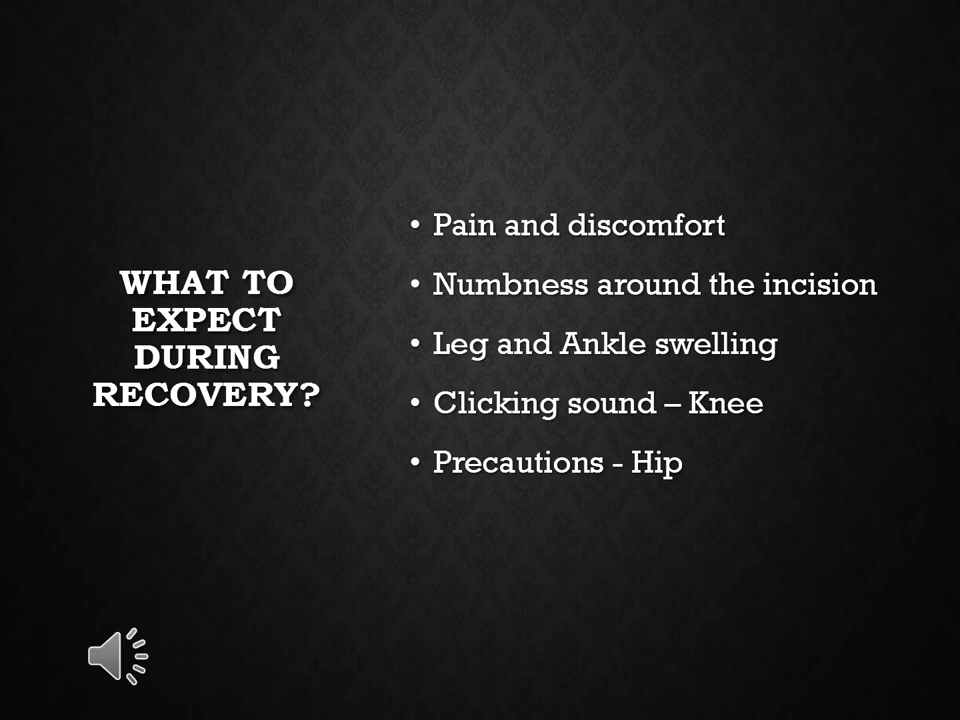 WHAT TO
EXPECT
DURING
RECOVERY?
• Pain and discomfort
• Numbness around the incision
• Leg and Ankle swelling
• Clicking sound – Knee
• Precautions - Hip